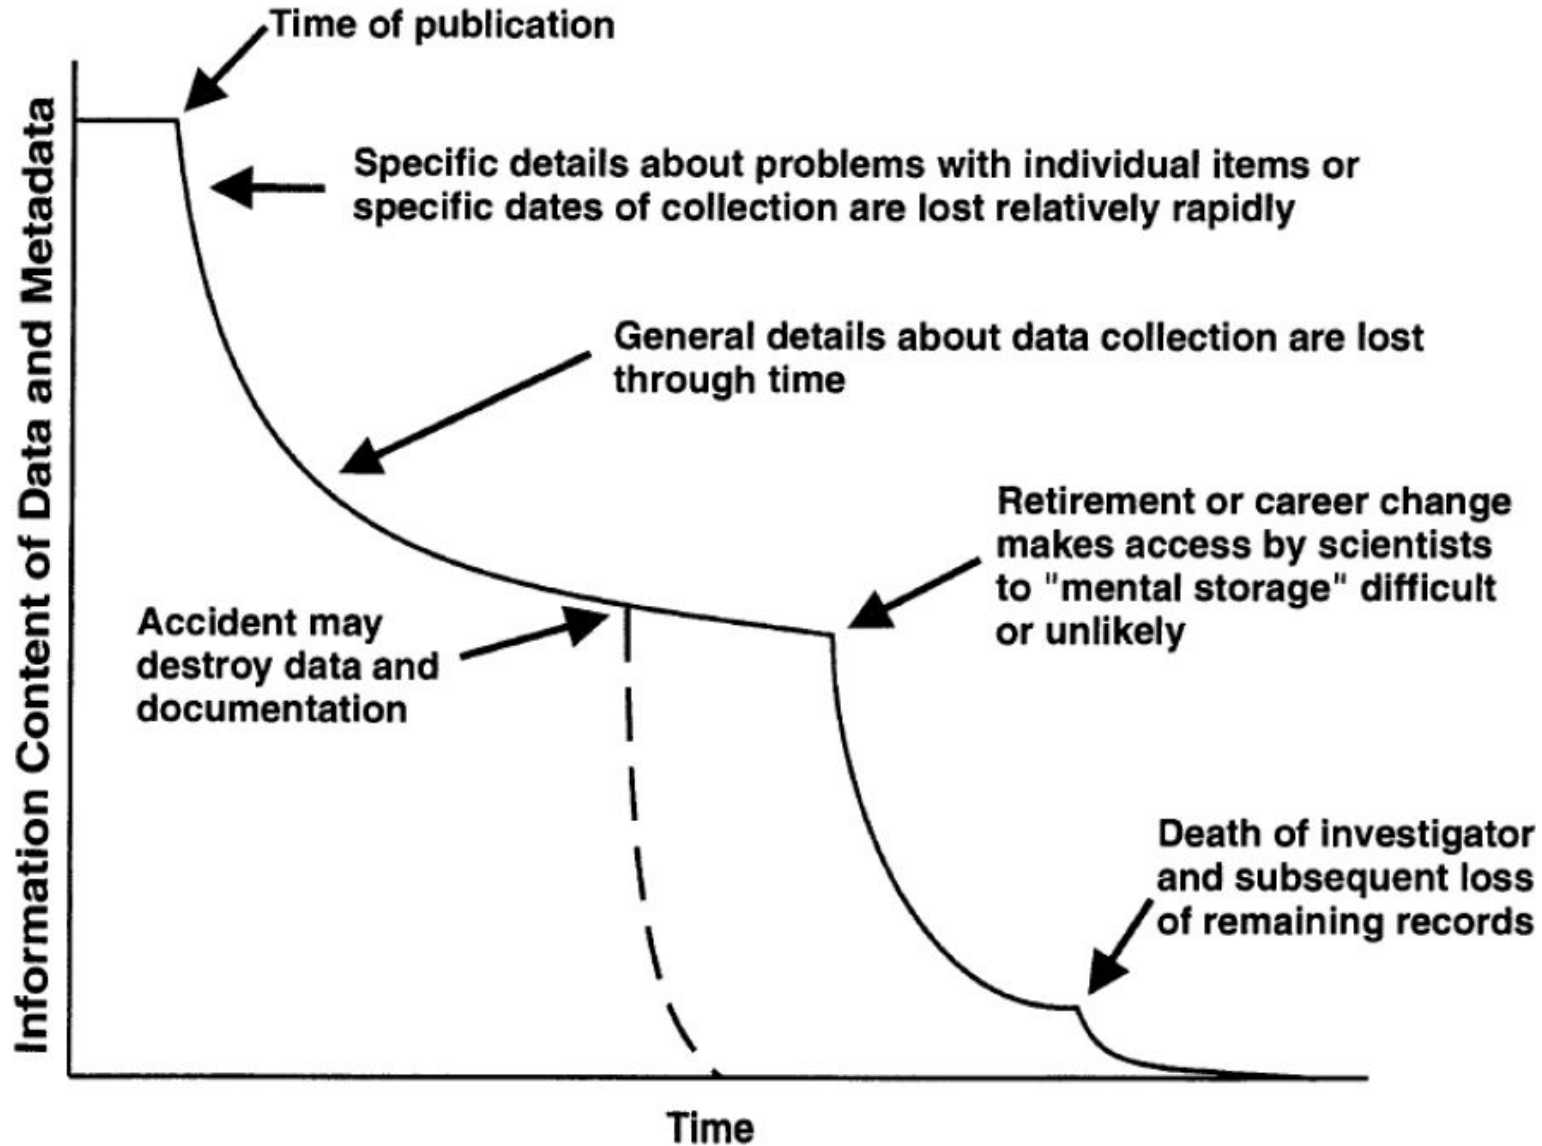 Time of publication
Specific details about problems with individual items or
specific dates of collection are lost relatively rapidly
General details about data collection are lost
through time
Retirement or career change
makes access by scientists
to "mental storage" difficult
or unlikely
Accident may
destroy data and
documentation
Death of investigator
and subsequent loss
of remaining records
Information Content of Data and Metadata
Time